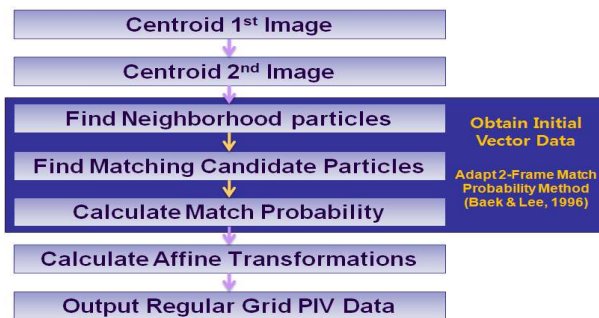 Centroid 1st Image
Centroid 2nd Image
Find Neighborhood particles
Find Matching Candidate Particles
Calculate Match Probability
Obtain Initial
Vector Data
Adapt 2-Frame Match
Probability Method
(Baek & Lee, 1996)
Calculate Affine Transformations
Output Regular Grid PIV Data